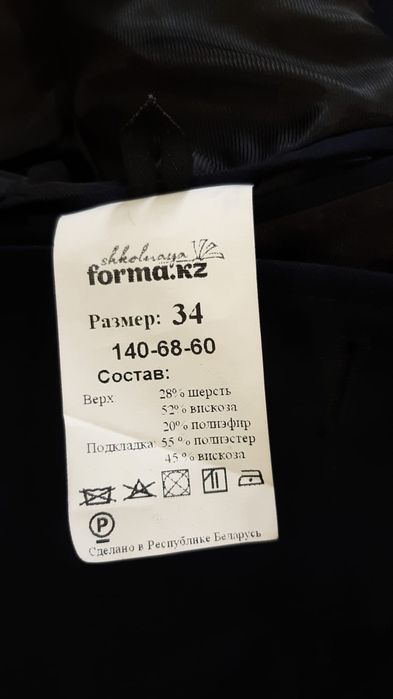 shkolnaya
forma.kz
Размер: 34
140-68-60
Состав:
Верх 28% шерсть
52% вискоза
20% полиэфир
Подкладка 55% полиэстер
45% вискоза
P
Сделано в Республике Беларусь